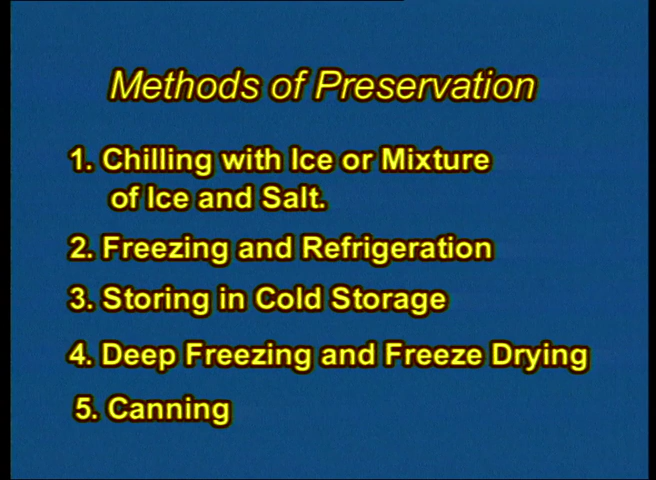 Methods of Preservation
1. Chilling with Ice or Mixture
of Ice and Salt.
2. Freezing and Refrigeration
3. Storing in Cold Storage
4. Deep Freezing and Freeze Drying
5. Canning